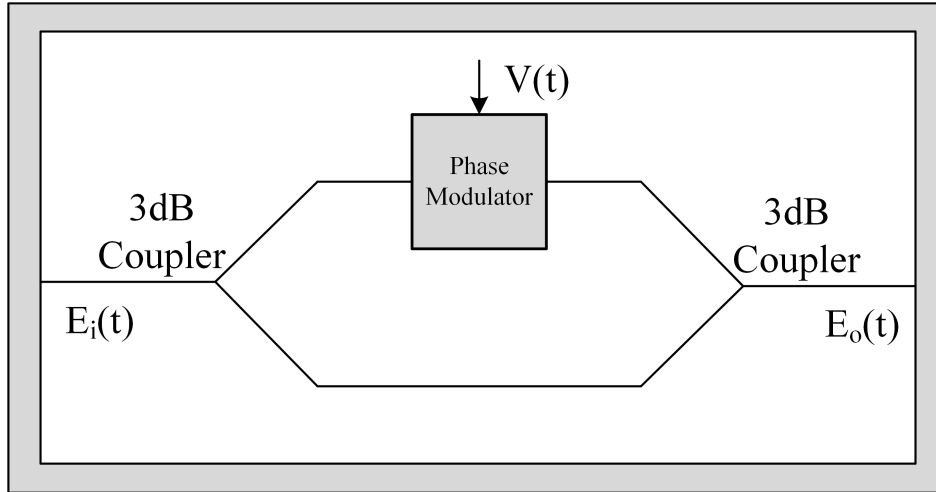 V(t)
Phase
Modulator
3dB
Coupler
3dB
Coupler
Ei(t)
Eo(t)